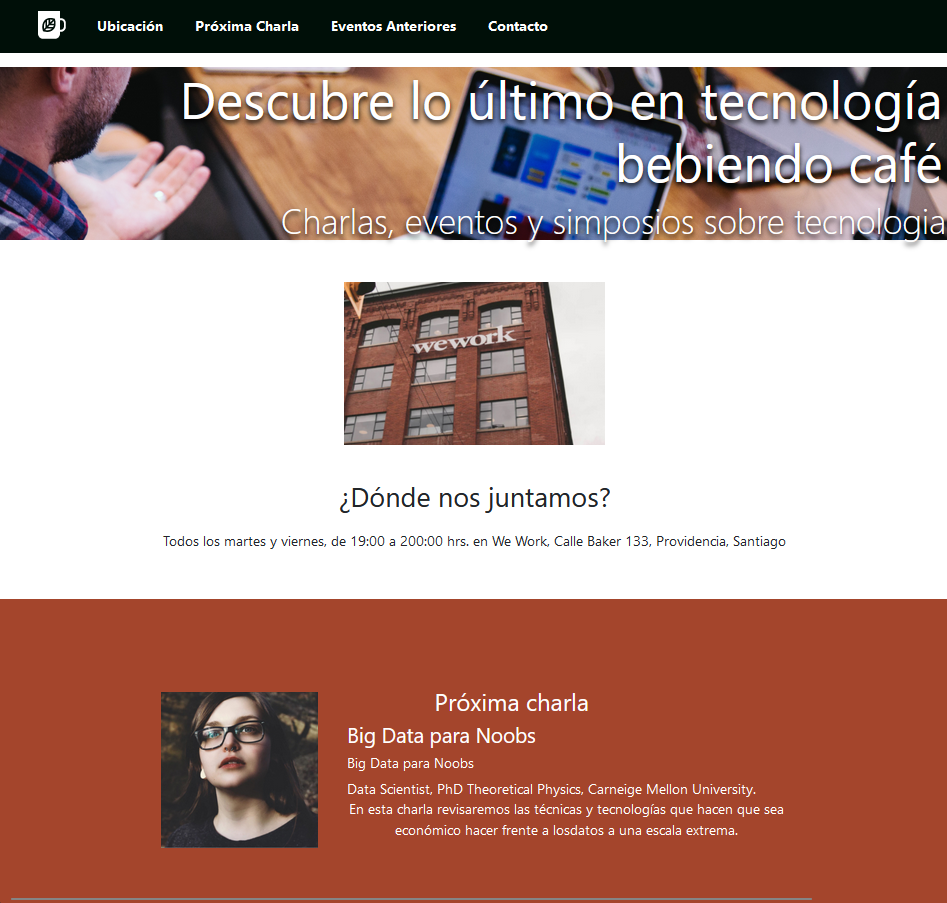 Ubicación Próxima Charla Eventos Anteriores Contacto
Descubre lo último en tecnología
bebiendo café
Charlas, eventos y simposios sobre tecnologia
wework
¿Dónde nos juntamos?
Todos los martes y viernes, de 19:00 a 200:00 hrs. en We Work, Calle Baker 133, Providencia, Santiago
Próxima charla
Big Data para Noobs
Big Data para Noobs
Data Scientist, PhD Theoretical Physics, Carneige Mellon University.
En esta charla revisaremos las técnicas y tecnologías que hacen que sea
económico hacer frente a losdatos a una escala extrema.